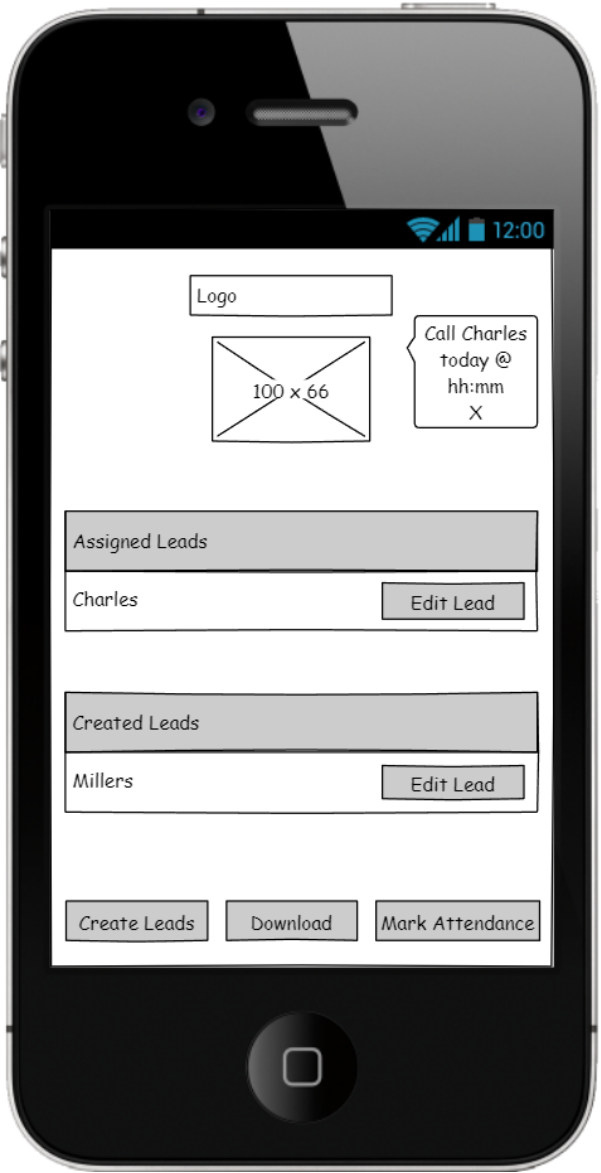 12:00
Logo
100 x 66
Call Charles
today @
hh:mm
X
Assigned Leads
Charles
Edit Lead
Created Leads
Millers
Edit Lead
Create Leads
Download
Mark Attendance